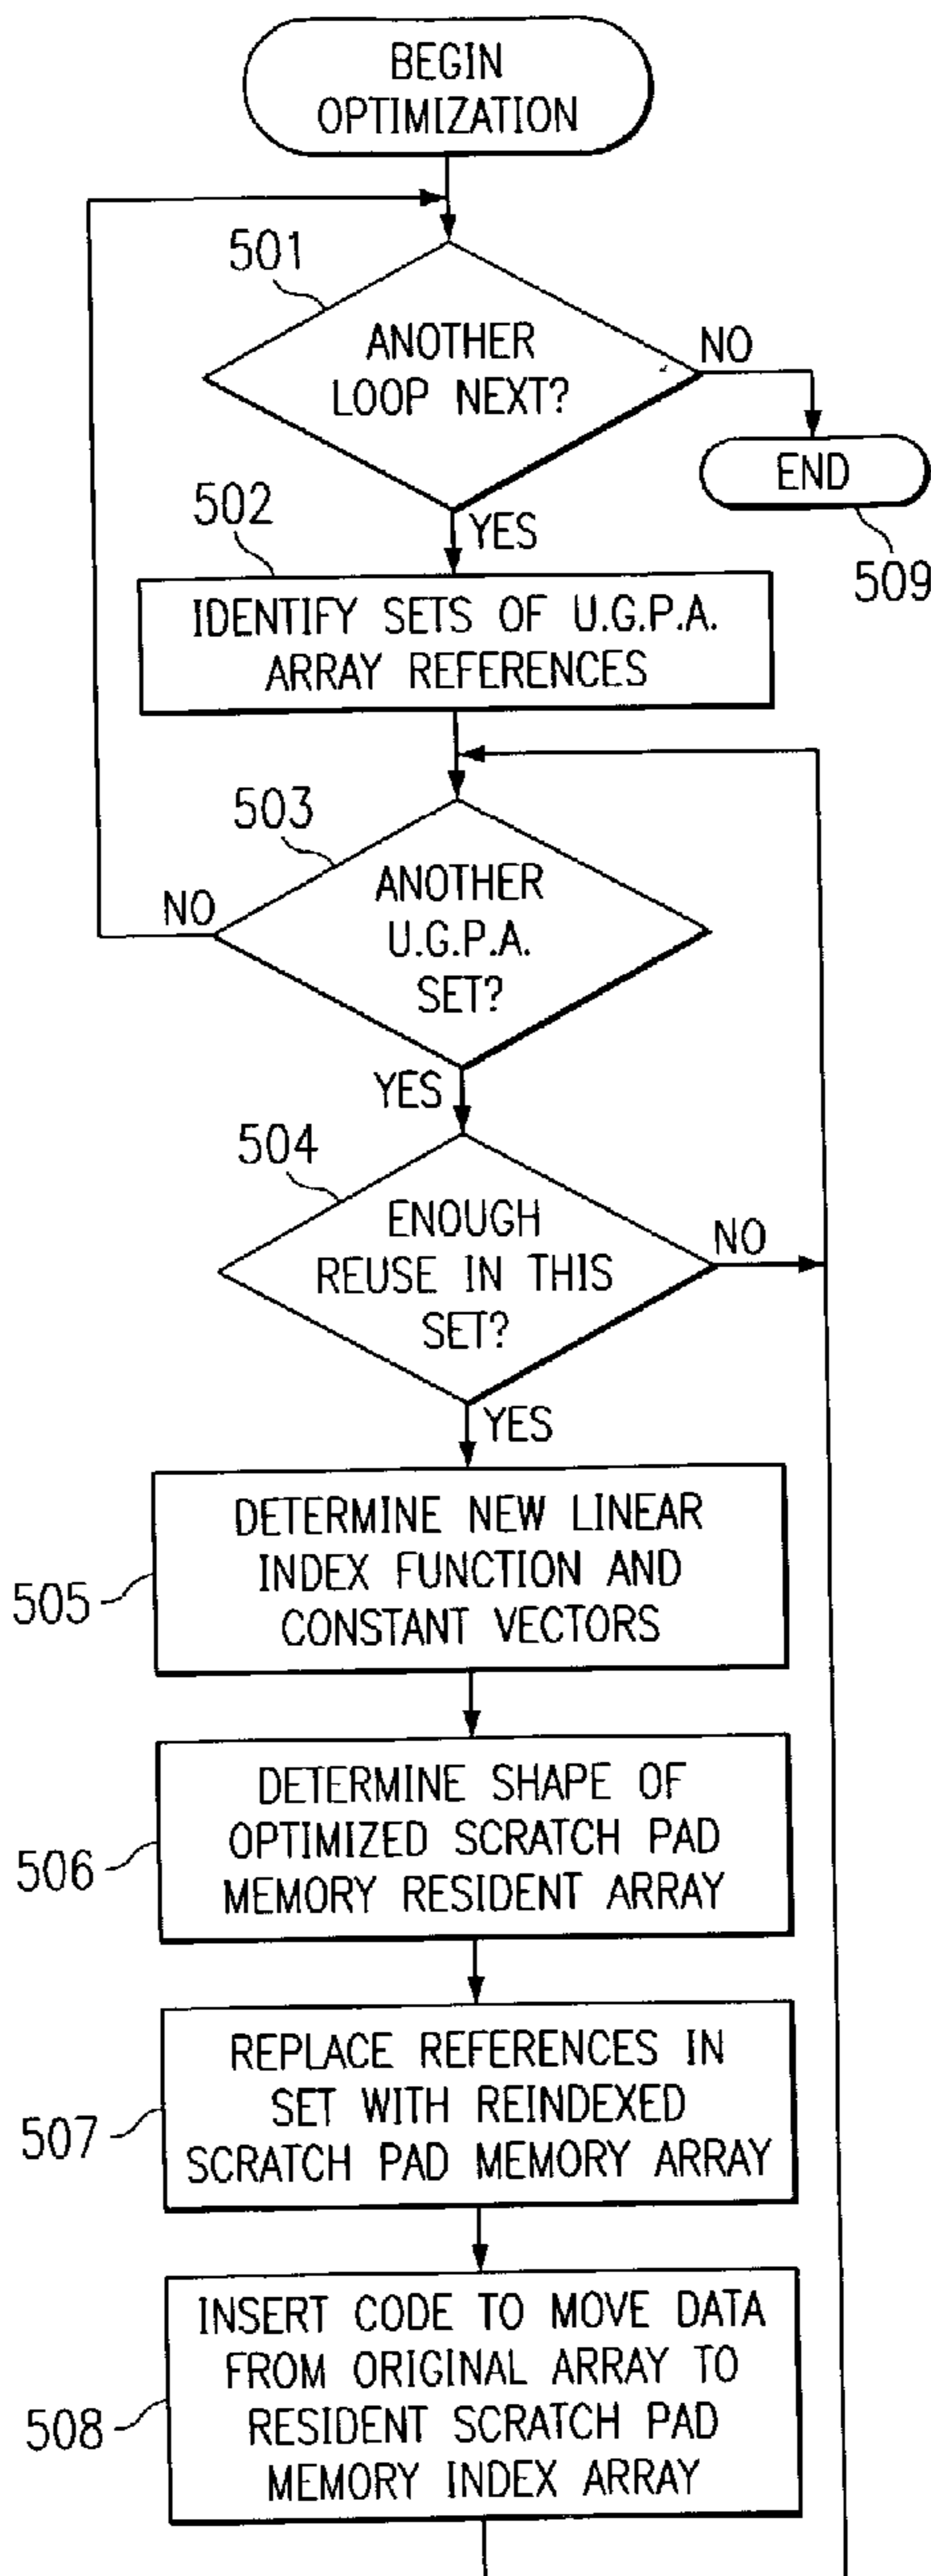 BEGIN
OPTIMIZATION
501
ANOTHER
LOOP NEXT?
NO
END
509
YES
502
IDENTIFY SETS OF U.G.P.A.
ARRAY REFERENCES
503
ANOTHER
U.G.P.A.
SET?
NO
YES
504
ENOUGH
REUSE IN THIS
SET?
NO
YES
505
DETERMINE NEW LINEAR
INDEX FUNCTION AND
CONSTANT VECTORS
506
DETERMINE SHAPE OF
OPTIMIZED SCRATCH PAD
MEMORY RESIDENT ARRAY
507
REPLACE REFERENCES IN
SET WITH REINDEXED
SCRATCH PAD MEMORY ARRAY
508
INSERT CODE TO MOVE DATA
FROM ORIGINAL ARRAY TO
RESIDENT SCRATCH PAD
MEMORY INDEX ARRAY